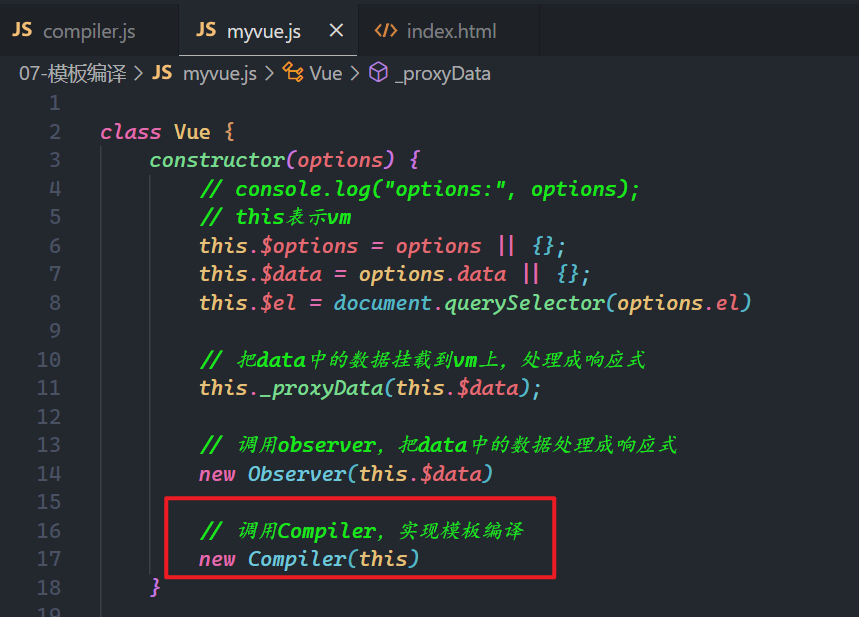 JS compiler.js JS myvue.js × </> index.html
07-模板编译 > JS myvue.js > Vue > _proxyData
1
2 class Vue {
3 constructor(options) {
4 // console.log("options:", options);
5 // this表示vm
6 this.$options = options || {};
7 this.$data = options.data || {};
8 this.$el = document.querySelector(options.el)
9
10 // 把data中的数据挂载到vm上，处理成响应式
11 this._proxyData(this.$data);
12
13 // 调用observer，把data中的数据处理成响应式
14 new Observer(this.$data)
15
16 // 调用Compiler，实现模板编译
17 new Compiler(this)
18 }
19